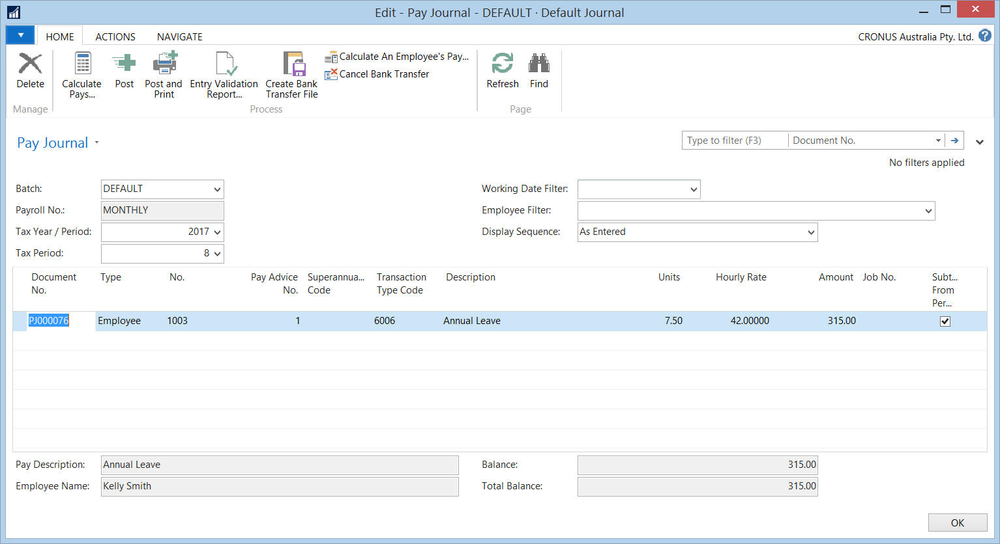 Edit - Pay Journal - DEFAULT · Default Journal
HOME ACTIONS NAVIGATE
CRONUS Australia Pty. Ltd.
Delete
Calculate
Pays...
Post
Post and
Print
Entry Validation
Report...
Create Bank
Transfer File
Calculate An Employee's Pay...
Cancel Bank Transfer
Refresh
Find
Manage
Process
Page
Pay Journal
Type to filter (F3)
Document No.
No filters applied
Batch: DEFAULT
Payroll No.: MONTHLY
Tax Year / Period: 2017
Tax Period: 8
Working Date Filter:
Employee Filter:
Display Sequence: As Entered
Document
No.
Type
No.
Pay Advice
No.
Superannua...
Code
Transaction
Type Code
Description
Units
Hourly Rate
Amount
Job No.
Subt...
From
Per...
PJ000076 Employee 1003 1 6006 Annual Leave 7.50 42.00000 315.00
Pay Description: Annual Leave
Employee Name: Kelly Smith
Balance: 315.00
Total Balance: 315.00
OK